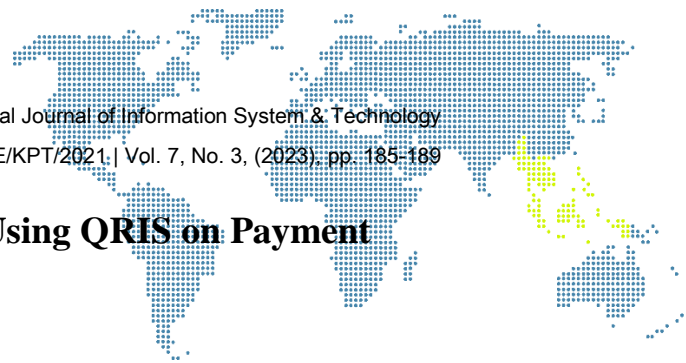 al Journal of Information System & Technology
E/KPT/2021 | Vol. 7, No. 3, (2023), pp. 185-189
Using QRIS on Payment